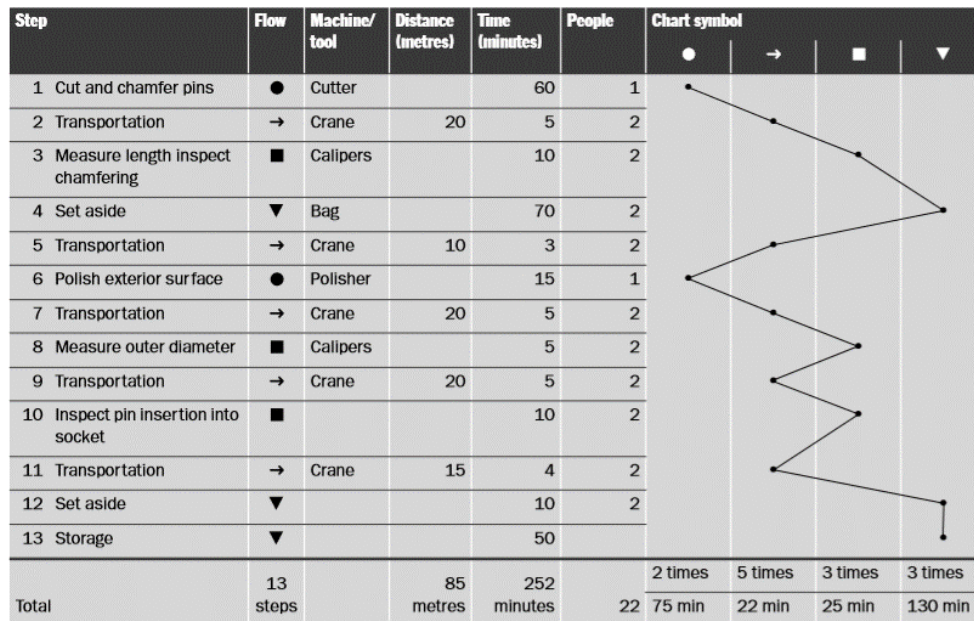 Step Flow Machine/ tool Distance (metres) Time (minutes) People Chart symbol
● → ■ ▼
1 Cut and chamfer pins ● Cutter 60 1
2 Transportation → Crane 20 5 2
3 Measure length inspect chamfering ■ Calipers 10 2
4 Set aside ▼ Bag 70 2
5 Transportation → Crane 10 3 2
6 Polish exterior surface ● Polisher 15 1
7 Transportation → Crane 20 5 2
8 Measure outer diameter ■ Calipers 5 2
9 Transportation → Crane 20 5 2
10 Inspect pin insertion into socket ■ 10 2
11 Transportation → Crane 15 4 2
12 Set aside ▼ 10 2
13 Storage ▼ 50
2 times 5 times 3 times 3 times
Total 13 steps 85 metres 252 minutes 22 75 min 22 min 25 min 130 min